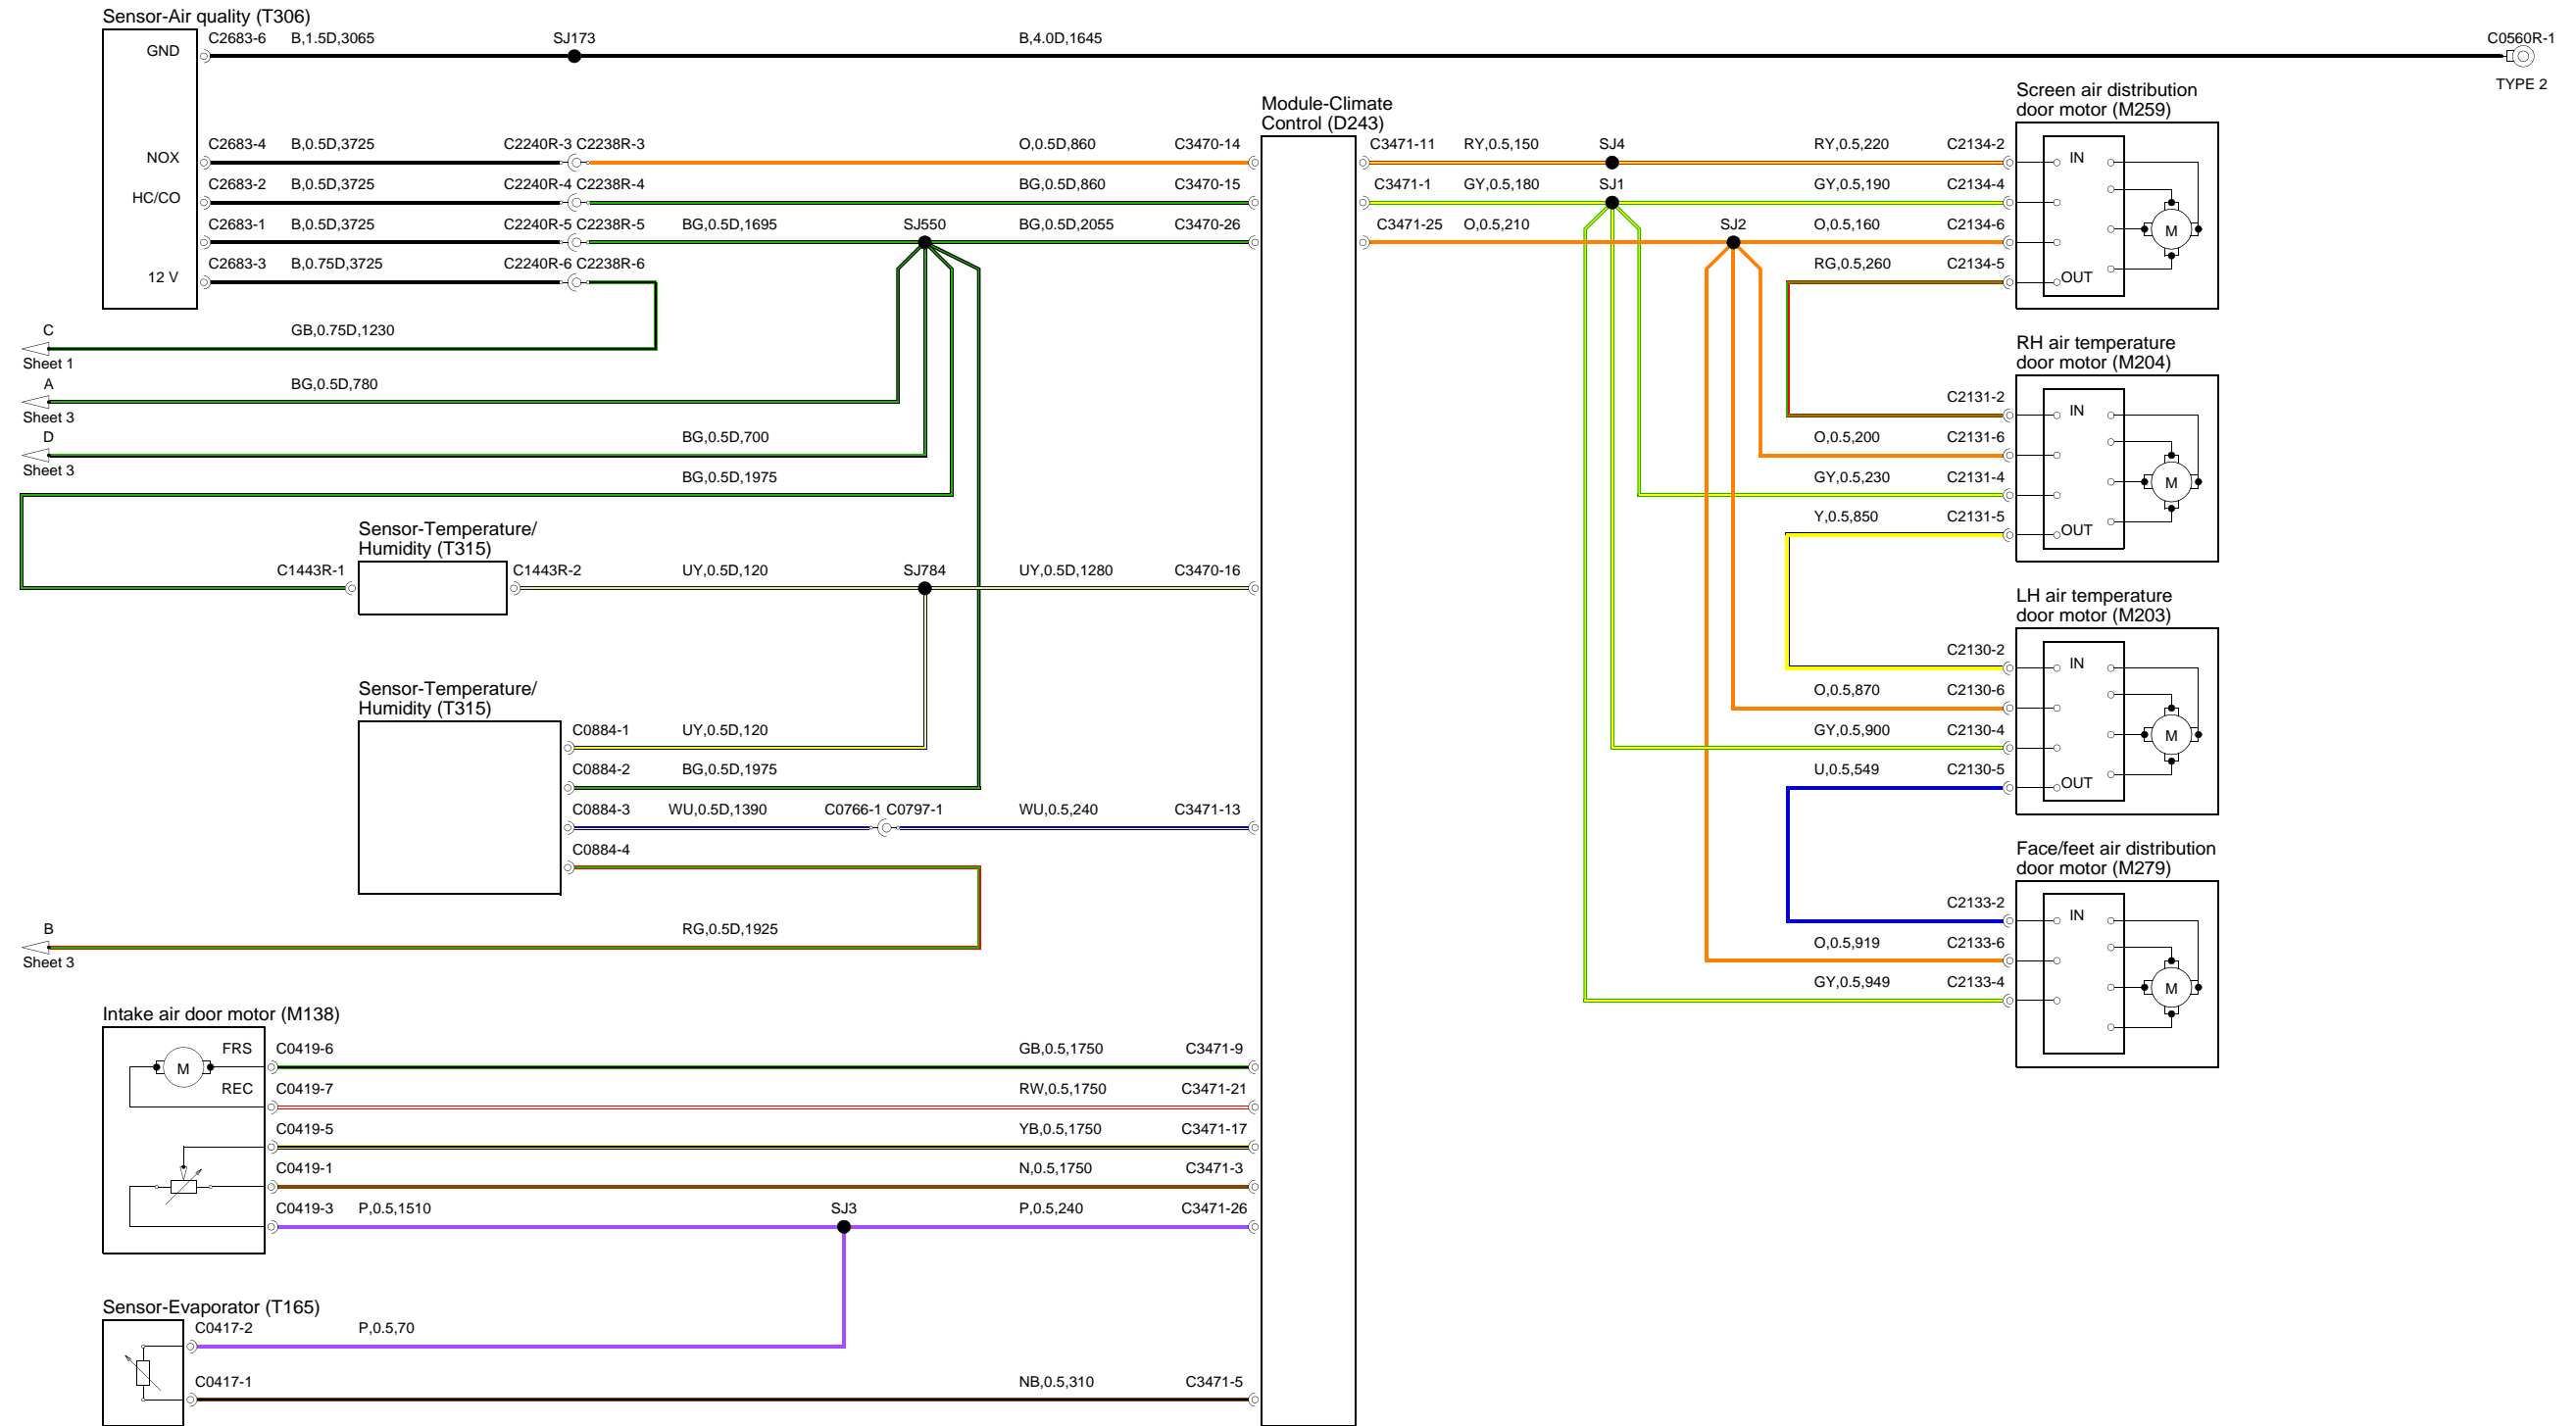 Sensor-Air quality (T306)
GND
C2683-6 B,1.5D,3065 SJ173 B,4.0D,1645 C0560R-1
TYPE 2
NOX
C2683-4 B,0.5D,3725 C2240R-3 C2238R-3 O,0.5D,860 C3470-14
HC/CO
C2683-2 B,0.5D,3725 C2240R-4 C2238R-4 BG,0.5D,860 C3470-15
C2683-1 B,0.5D,3725 C2240R-5 C2238R-5 BG,0.5D,1695 SJ550 BG,0.5D,2055 C3470-26
12 V
C2683-3 B,0.75D,3725 C2240R-6 C2238R-6
C GB,0.75D,1230
Sheet 1
A BG,0.5D,780
Sheet 3
D BG,0.5D,700
Sheet 3
BG,0.5D,1975
Sensor-Temperature/
Humidity (T315)
C1443R-1 C1443R-2 UY,0.5D,120 SJ784 UY,0.5D,1280 C3470-16
Sensor-Temperature/
Humidity (T315)
C0884-1 UY,0.5D,120
C0884-2 BG,0.5D,1975
C0884-3 WU,0.5D,1390 C0766-1 C0797-1 WU,0.5,240 C3471-13
C0884-4
B RG,0.5D,1925
Sheet 3
Intake air door motor (M138)
M
FRS C0419-6 GB,0.5,1750 C3471-9
REC C0419-7 RW,0.5,1750 C3471-21
C0419-5 YB,0.5,1750 C3471-17
C0419-1 N,0.5,1750 C3471-3
C0419-3 P,0.5,1510 SJ3 P,0.5,240 C3471-26
Sensor-Evaporator (T165)
C0417-2 P,0.5,70
C0417-1 NB,0.5,310 C3471-5
Module-Climate
Control (D243)
C3471-11 RY,0.5,150 SJ4 RY,0.5,220 C2134-2
C3471-1 GY,0.5,180 SJ1 GY,0.5,190 C2134-4
C3471-25 O,0.5,210 SJ2 O,0.5,160 C2134-6
RG,0.5,260 C2134-5
Screen air distribution
door motor (M259)
IN
M
OUT
RH air temperature
door motor (M204)
C2131-2
O,0.5,200 C2131-6
GY,0.5,230 C2131-4
Y,0.5,850 C2131-5
IN
M
OUT
LH air temperature
door motor (M203)
C2130-2
O,0.5,870 C2130-6
GY,0.5,900 C2130-4
U,0.5,549 C2130-5
IN
M
OUT
Face/feet air distribution
door motor (M279)
C2133-2
O,0.5,919 C2133-6
GY,0.5,949 C2133-4
IN
M